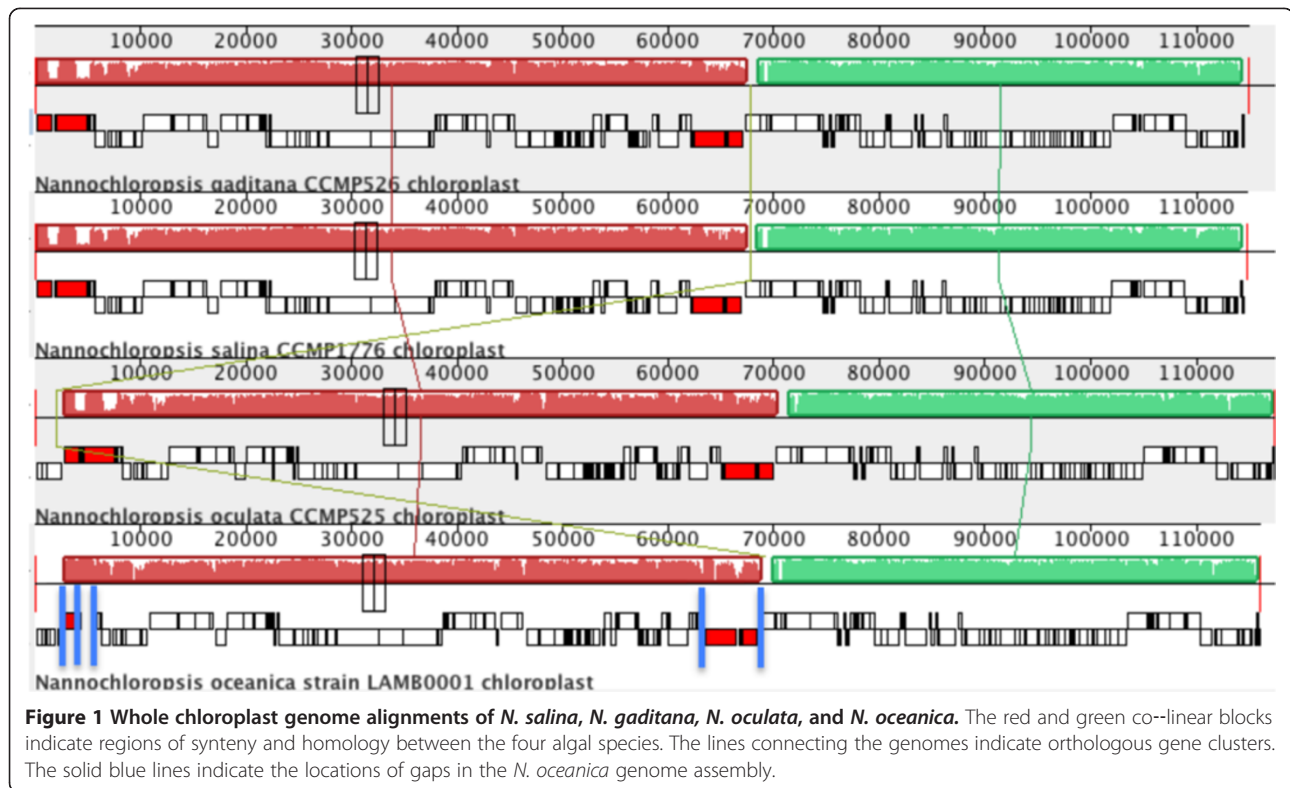 10000 20000 30000 40000 50000 60000 70000 80000 90000 100000 110000
Nannochloropsis gaditana CCMP526 chloroplast
10000 20000 30000 40000 50000 60000 70000 80000 90000 100000 110000
Nannochloropsis salina CCMP1776 chloroplast
10000 20000 30000 40000 50000 60000 70000 80000 90000 100000 110000
Nannochloropsis oculata CCMP525 chloroplast
10000 20000 30000 40000 50000 60000 70000 80000 90000 100000 110000
Nannochloropsis oceanica strain LAMB0001 chloroplast
Figure 1 Whole chloroplast genome alignments of N. salina, N. gaditana, N. oculata, and N. oceanica. The red and green co--linear blocks
indicate regions of synteny and homology between the four algal species. The lines connecting the genomes indicate orthologous gene clusters.
The solid blue lines indicate the locations of gaps in the N. oceanica genome assembly.